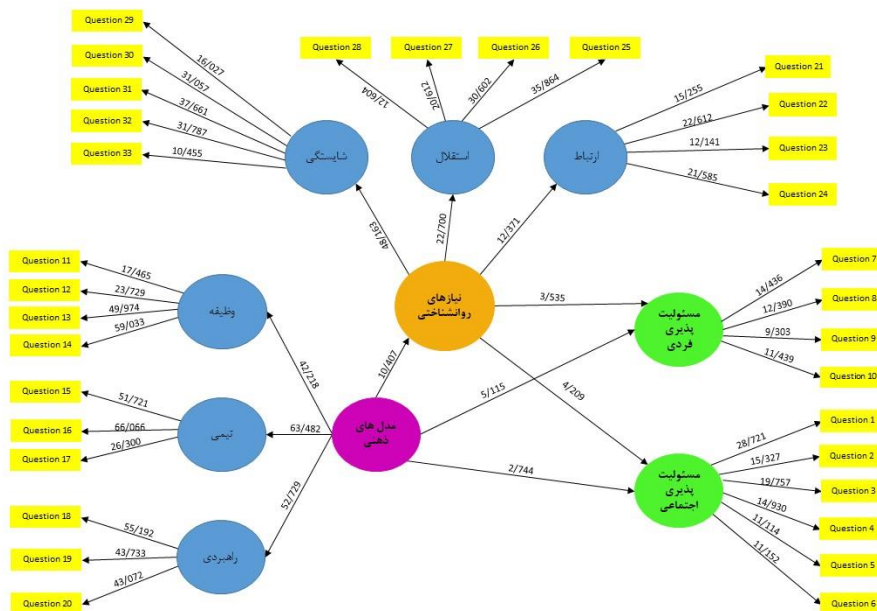 Question 29
Question 30
Question 31
Question 32
Question 33
16/027
31/057
37/661
31/787
10/455
شایستگی
Question 28
Question 27
Question 26
Question 25
12/604
20/612
30/602
35/864
استقلال
Question 21
Question 22
Question 23
Question 24
15/255
22/612
12/141
21/585
ارتباط
48/163
22/700
12/371
نیازهای
روانشناختی
Question 11
Question 12
Question 13
Question 14
17/465
23/729
49/974
59/033
وظیفه
Question 15
Question 16
Question 17
51/721
66/066
26/300
تیمی
Question 18
Question 19
Question 20
55/192
43/733
43/072
راهبردی
42/218
63/482
52/729
مدل های
ذهنی
10/407
3/535
4/209
5/115
2/744
مسئولیت
پذیری
فردی
14/436
12/390
9/303
11/439
Question 7
Question 8
Question 9
Question 10
مسئولیت
پذیری
اجتماعی
28/721
15/327
19/757
14/930
11/114
11/152
Question 1
Question 2
Question 3
Question 4
Question 5
Question 6